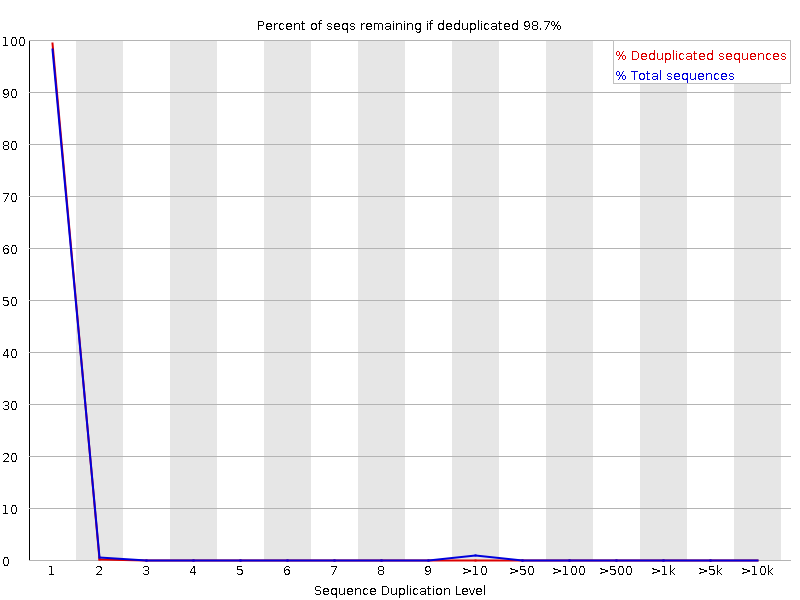 Percent of seqs remaining if deduplicated 98.7%
% Deduplicated sequences
% Total sequences
100
90
80
70
60
50
40
30
20
10
0
1 2 3 4 5 6 7 8 9 >10 >50 >100 >500 >1k >5k >10k
Sequence Duplication Level